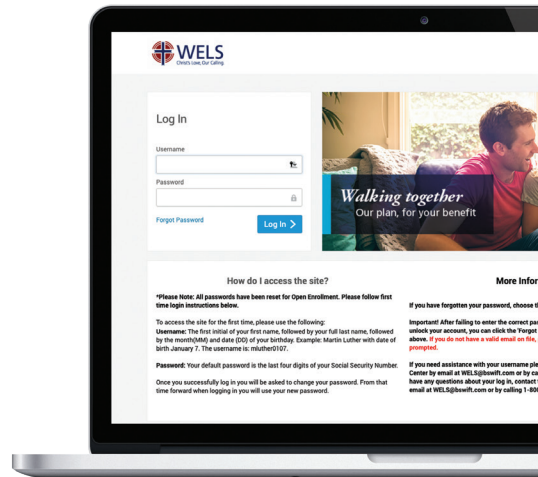 WELS
Christ's Love, Our Calling
Log In
Username
Password
Forgot Password
Log In
Walking together
Our plan, for your benefit
How do I access the site?
*Please Note: All passwords have been reset for Open Enrollment. Please follow first
time login instructions below.
To access the site for the first time, please use the following:
Username: The first initial of your first name, followed by your full last name, followed
by the month(MM) and date (DD) of your birthday. Example: Martin Luther with date of
birth January 7. The username is: mluther0107.
Password: Your default password is the last four digits of your Social Security Number.
Once you successfully log in you will be asked to change your password. From that
time forward when logging in you will use your new password.
More Infor
If you have forgotten your password, choose th
Important! After failing to enter the correct pa
unlock your account, you can click the 'Forgot
above. If you do not have a valid email on file,
prompted.
If you need assistance with your username ple
Center by email at WELS@bswift.com or by ca
have any questions about your log in, contact
email at WELS@bswift.com or by calling 1-800